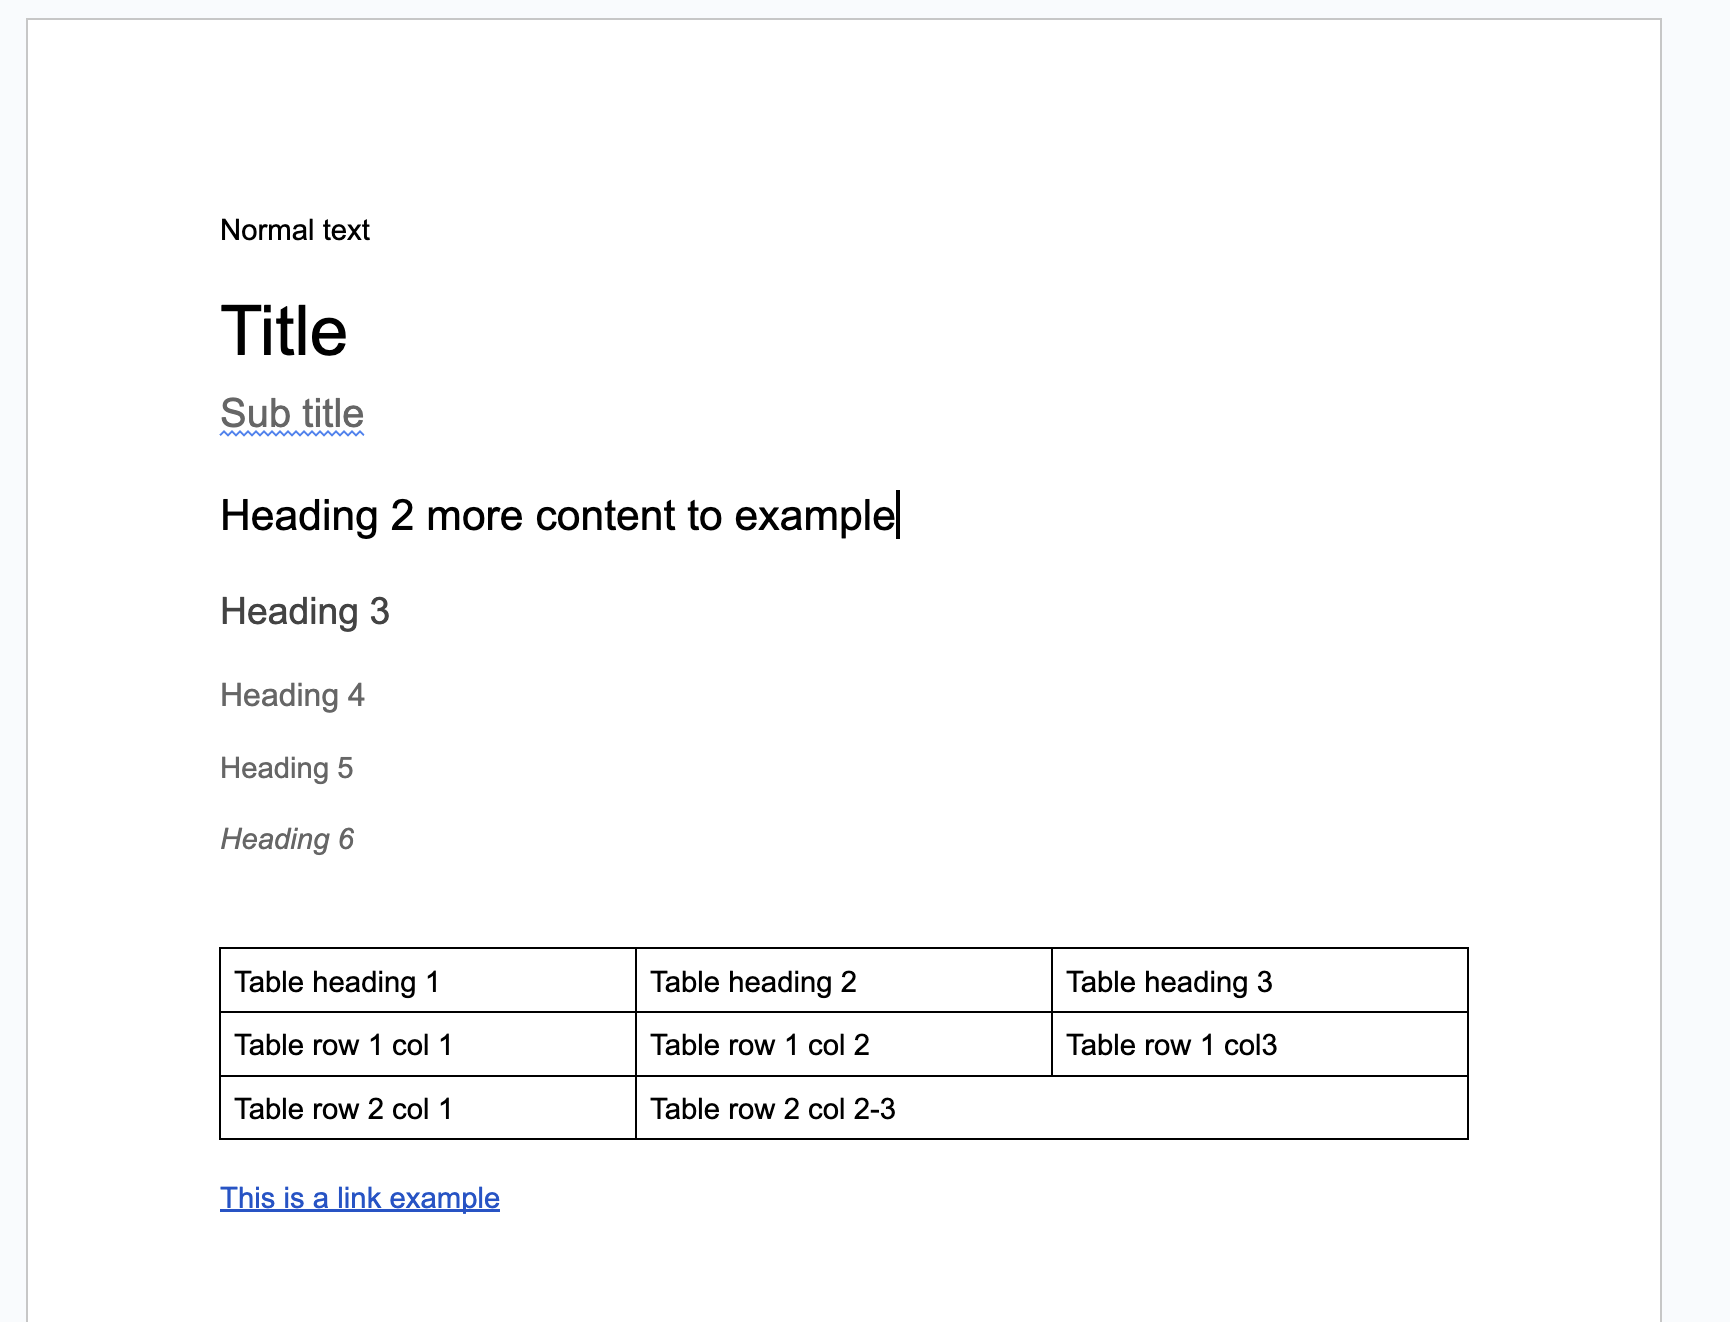 Normal text
Title
Sub title
Heading 2 more content to example
Heading 3
Heading 4
Heading 5
Heading 6
Table heading 1 Table heading 2 Table heading 3
Table row 1 col 1 Table row 1 col 2 Table row 1 col3
Table row 2 col 1 Table row 2 col 2-3
This is a link example